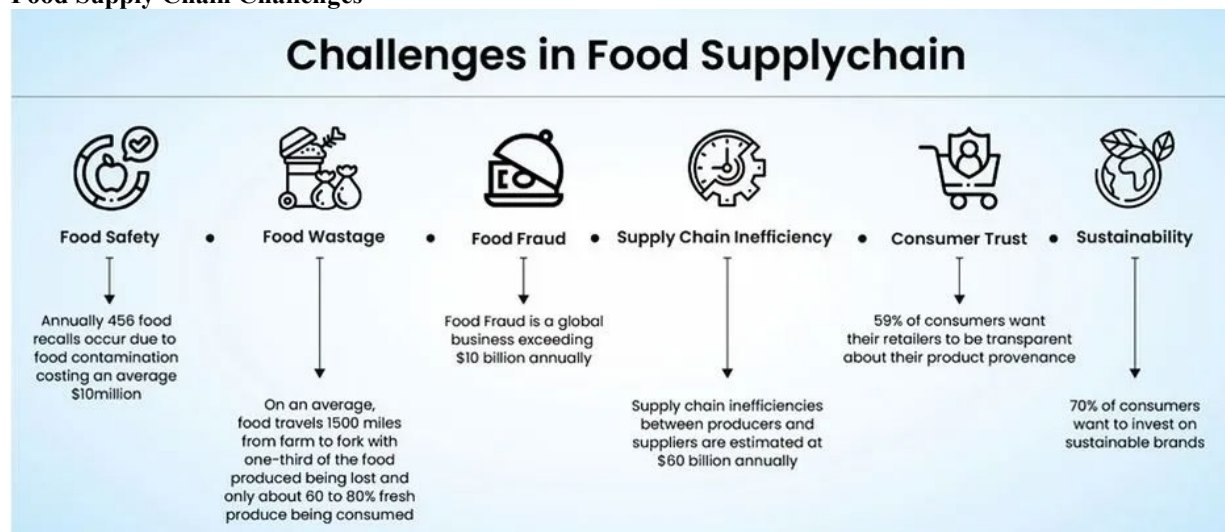 Food Supply Chain Challenges
Challenges in Food Supplychain
Food Safety
Annually 456 food
recalls occur due to
food contamination
costing an average
$10million
Food Wastage
On an average,
food travels 1500 miles
from farm to fork with
one-third of the food
produced being lost and
only about 60 to 80% fresh
produce being consumed
Food Fraud
Food Fraud is a global
business exceeding
$10 billion annually
Supply Chain Inefficiency
Supply chain inefficiencies
between producers and
suppliers are estimated at
$60 billion annually
Consumer Trust
59% of consumers want
their retailers to be transparent
about their product provenance
Sustainability
70% of consumers
want to invest on
sustainable brands